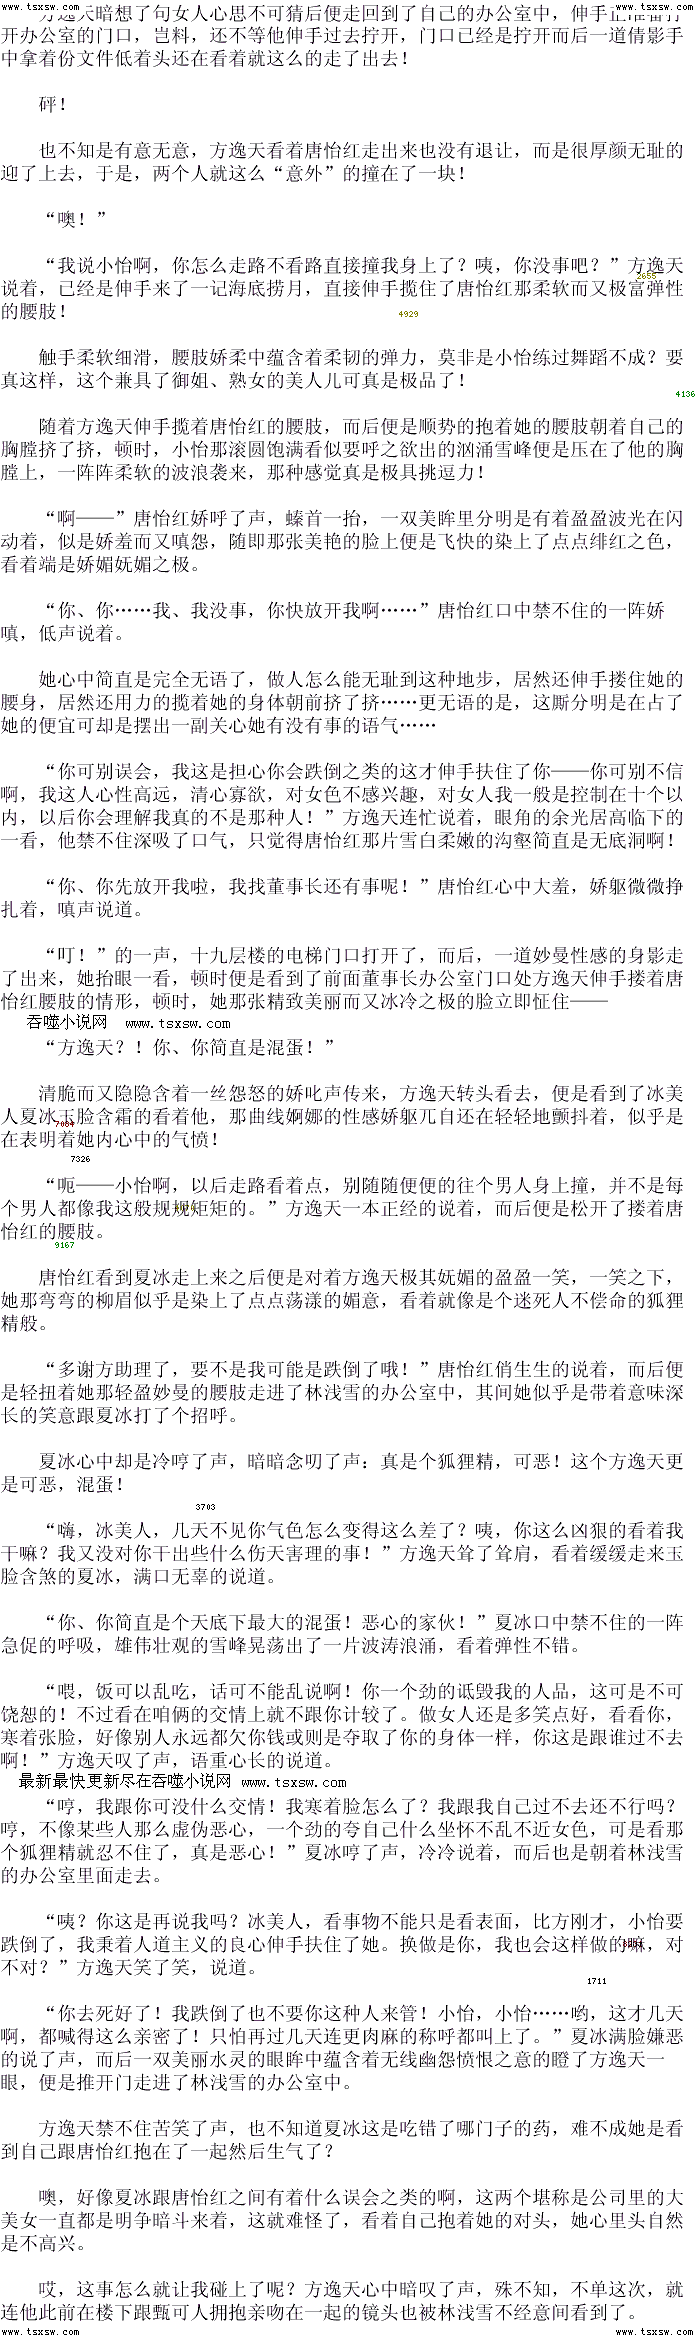 www.tsxsw.com www.tsxsw.com
方逸天暗想了句女人心思不可猜后便走回到了自己的办公室中，伸手正准备打
开办公室的门口，岂料，还不等他伸手过去拧开，门口已经是拧开而后一道倩影手
中拿着份文件低着头还在看着就这么的走了出去！
砰！
也不知是有意无意，方逸天看着唐怡红走出来也没有退让，而是很厚颜无耻的
迎了上去，于是，两个人就这么“意外”的撞在了一块！
“噢！”
“我说小怡啊，你怎么走路不看路直接撞我身上了？咦，你没事吧？”方逸天
2655
说着，已经是伸手来了一记海底捞月，直接伸手揽住了唐怡红那柔软而又极富弹性
的腰肢！
4929
触手柔软细滑，腰肢娇柔中蕴含着柔韧的弹力，莫非是小怡练过舞蹈不成？要
真这样，这个兼具了御姐、熟女的美人儿可真是极品了！
4136
随着方逸天伸手揽着唐怡红的腰肢，而后便是顺势的抱着她的腰肢朝着自己的
胸膛挤了挤，顿时，小怡那滚圆饱满看似要呼之欲出的汹涌雪峰便是压在了他的胸
膛上，一阵阵柔软的波浪袭来，那种感觉真是极具挑逗力！
“啊——”唐怡红娇呼了声，螓首一抬，一双美眸里分明是有着盈盈波光在闪
动着，似是娇羞而又嗔怨，随即那张美艳的脸上便是飞快的染上了点点绯红之色，
看着端是娇媚妩媚之极。
“你、你……我、我没事，你快放开我啊……”唐怡红口中禁不住的一阵娇
嗔，低声说着。
她心中简直是完全无语了，做人怎么能无耻到这种地步，居然还伸手搂住她的
腰身，居然还用力的揽着她的身体朝前挤了挤……更无语的是，这厮分明是在占了
她的便宜可却是摆出一副关心她有没有事的语气……
“你可别误会，我这是担心你会跌倒之类的这才伸手扶住了你——你可别不信
啊，我这人心性高远，清心寡欲，对女色不感兴趣，对女人我一般是控制在十个以
内，以后你会理解我真的不是那种人！”方逸天连忙说着，眼角的余光居高临下的
一看，他禁不住深吸了口气，只觉得唐怡红那片雪白柔嫩的沟壑简直是无底洞啊！
“你、你先放开我啦，我找董事长还有事呢！”唐怡红心中大羞，娇躯微微挣
扎着，嗔声说道。
“叮！”的一声，十九层楼的电梯门口打开了，而后，一道妙曼性感的身影走
了出来，她抬眼一看，顿时便是看到了前面董事长办公室门口处方逸天伸手搂着唐
怡红腰肢的情形，顿时，她那张精致美丽而又冰冷之极的脸立即怔住——
吞噬小说网 www.tsxsw.com
“方逸天？！你、你简直是混蛋！”
清脆而又隐隐含着一丝怨怒的娇叱声传来，方逸天转头看去，便是看到了冰美
人夏冰玉脸含霜的看着他，那曲线婀娜的性感娇躯兀自还在轻轻地颤抖着，似乎是
7084
在表明着她内心中的气愤！
7326
“呃——小怡啊，以后走路看着点，别随随便便的往个男人身上撞，并不是每
个男人都像我这般规规矩矩的。”方逸天一本正经的说着，而后便是松开了搂着唐
怡红的腰肢。
9167
唐怡红看到夏冰走上来之后便是对着方逸天极其妩媚的盈盈一笑，一笑之下，
她那弯弯的柳眉似乎是染上了点点荡漾的媚意，看着就像是个迷死人不偿命的狐狸
精般。
“多谢方助理了，要不是我可能是跌倒了哦！”唐怡红俏生生的说着，而后便
是轻扭着她那轻盈妙曼的腰肢走进了林浅雪的办公室中，其间她似乎是带着意味深
长的笑意跟夏冰打了个招呼。
夏冰心中却是冷哼了声，暗暗念叨了声：真是个狐狸精，可恶！这个方逸天更
是可恶，混蛋！
3703
“嗨，冰美人，几天不见你气色怎么变得这么差了？咦，你这么凶狠的看着我
干嘛？我又没对你干出些什么伤天害理的事！”方逸天耸了耸肩，看着缓缓走来玉
脸含煞的夏冰，满口无辜的说道。
“你、你简直是个天底下最大的混蛋！恶心的家伙！”夏冰口中禁不住的一阵
急促的呼吸，雄伟壮观的雪峰晃荡出了一片波涛浪涌，看着弹性不错。
“喂，饭可以乱吃，话可不能乱说啊！你一个劲的诋毁我的人品，这可是不可
饶恕的！不过看在咱俩的交情上就不跟你计较了。做女人还是多笑点好，看看你，
寒着张脸，好像别人永远都欠你钱或则是夺取了你的身体一样，你这是跟谁过不去
啊！”方逸天叹了声，语重心长的说道。
最新最快更新尽在吞噬小说网 www.tsxsw.com
“哼，我跟你可没什么交情！我寒着脸怎么了？我跟我自己过不去还不行吗？
哼，不像某些人那么虚伪恶心，一个劲的夸自己什么坐怀不乱不近女色，可是看那
个狐狸精就忍不住了，真是恶心！”夏冰哼了声，冷冷说着，而后也是朝着林浅雪
的办公室里面走去。
“咦？你这是再说我吗？冰美人，看事物不能只是看表面，比方刚才，小怡要
跌倒了，我秉着人道主义的良心伸手扶住了她。换做是你，我也会这样做的嘛，对
不对？”方逸天笑了笑，说道。
1711
“你去死好了！我跌倒了也不要你这种人来管！小怡，小怡……哟，这才几天
啊，都喊得这么亲密了！只怕再过几天连更肉麻的称呼都叫上了。”夏冰满脸嫌恶
的说了声，而后一双美丽水灵的眼眸中蕴含着无线幽怨愤恨之意的瞪了方逸天一
眼，便是推开门走进了林浅雪的办公室中。
方逸天禁不住苦笑了声，也不知道夏冰这是吃错了哪门子的药，难不成她是看
到自己跟唐怡红抱在了一起然后生气了？
噢，好像夏冰跟唐怡红之间有着什么误会之类的啊，这两个堪称是公司里的大
美女一直都是明争暗斗来着，这就难怪了，看着自己抱着她的对头，她心里头自然
是不高兴。
哎，这事怎么就让我碰上了呢？方逸天心中暗叹了声，殊不知，不单这次，就
连他此前在楼下跟甄可人拥抱亲吻在一起的镜头也被林浅雪不经意间看到了。
www.tsxsw.com www.tsxsw.com